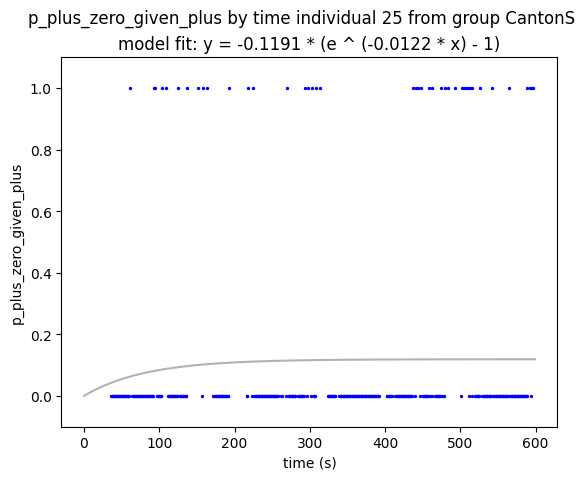 p_plus_zero_given_plus by time individual 25 from group CantonS
model fit: y = -0.1191 * (e ^ (-0.0122 * x) - 1)
1.0
0.8
0.6
0.4
0.2
0.0
p_plus_zero_given_plus
0 100 200 300 400 500 600
time (s)